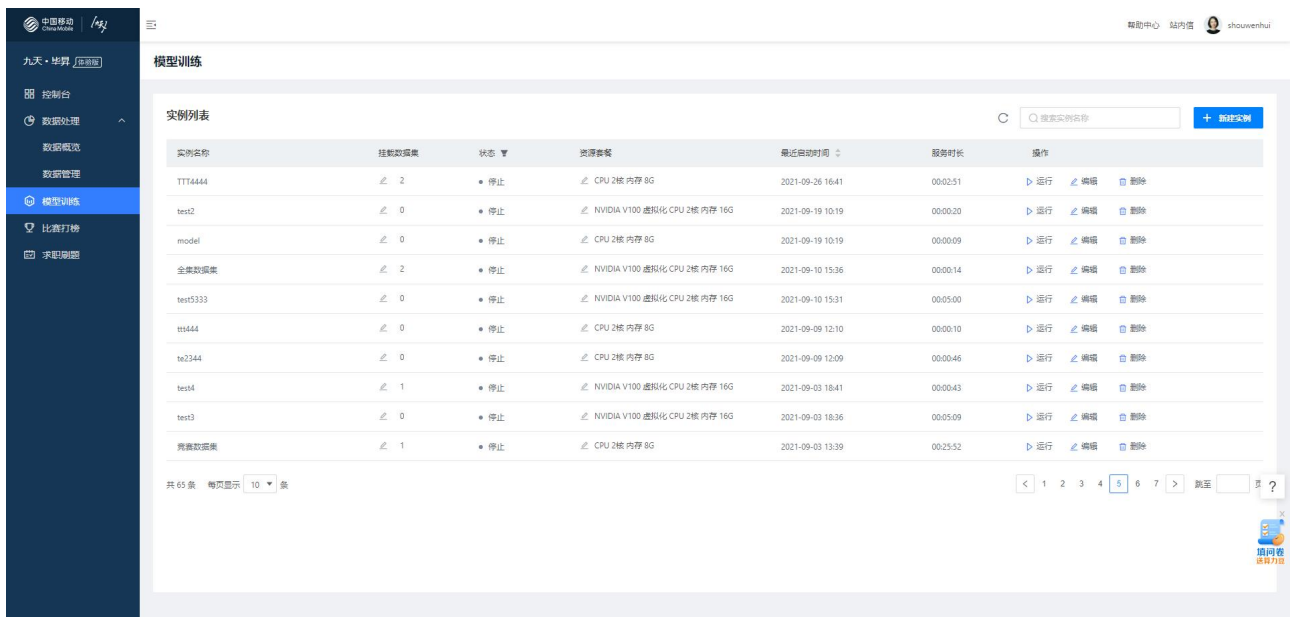 中国移动 China Mobile
帮助中心 站内信 shouwenhui
九天·毕昇 体验版
模型训练
控制台
数据处理
数据概览
数据管理
模型训练
比赛打榜
求职刷题
实例列表 搜索实例名称 + 新建实例
实例名称 挂载数据集 状态 资源套餐 最近启动时间 服务时长 操作
TTT4444 2 停止 CPU 2核 内存 8G 2021-09-26 16:41 00:02:51 运行 编辑 删除
test2 0 停止 NVIDIA V100 虚拟化 CPU 2核 内存 16G 2021-09-19 10:19 00:00:20 运行 编辑 删除
model 0 停止 CPU 2核 内存 8G 2021-09-19 10:19 00:00:09 运行 编辑 删除
全集数据集 2 停止 NVIDIA V100 虚拟化 CPU 2核 内存 16G 2021-09-10 15:36 00:00:14 运行 编辑 删除
test5333 0 停止 NVIDIA V100 虚拟化 CPU 2核 内存 16G 2021-09-10 15:31 00:05:00 运行 编辑 删除
ttt444 0 停止 CPU 2核 内存 8G 2021-09-09 12:10 00:00:10 运行 编辑 删除
te2344 0 停止 CPU 2核 内存 8G 2021-09-09 12:09 00:00:46 运行 编辑 删除
test4 1 停止 NVIDIA V100 虚拟化 CPU 2核 内存 16G 2021-09-03 18:41 00:00:43 运行 编辑 删除
test3 0 停止 NVIDIA V100 虚拟化 CPU 2核 内存 16G 2021-09-03 18:36 00:05:09 运行 编辑 删除
竞赛数据集 1 停止 CPU 2核 内存 8G 2021-09-03 13:39 00:25:52 运行 编辑 删除
共 65 条 每页显示 10 条 < 1 2 3 4 5 6 7 > 跳至 页 ?
填问卷
送算力豆